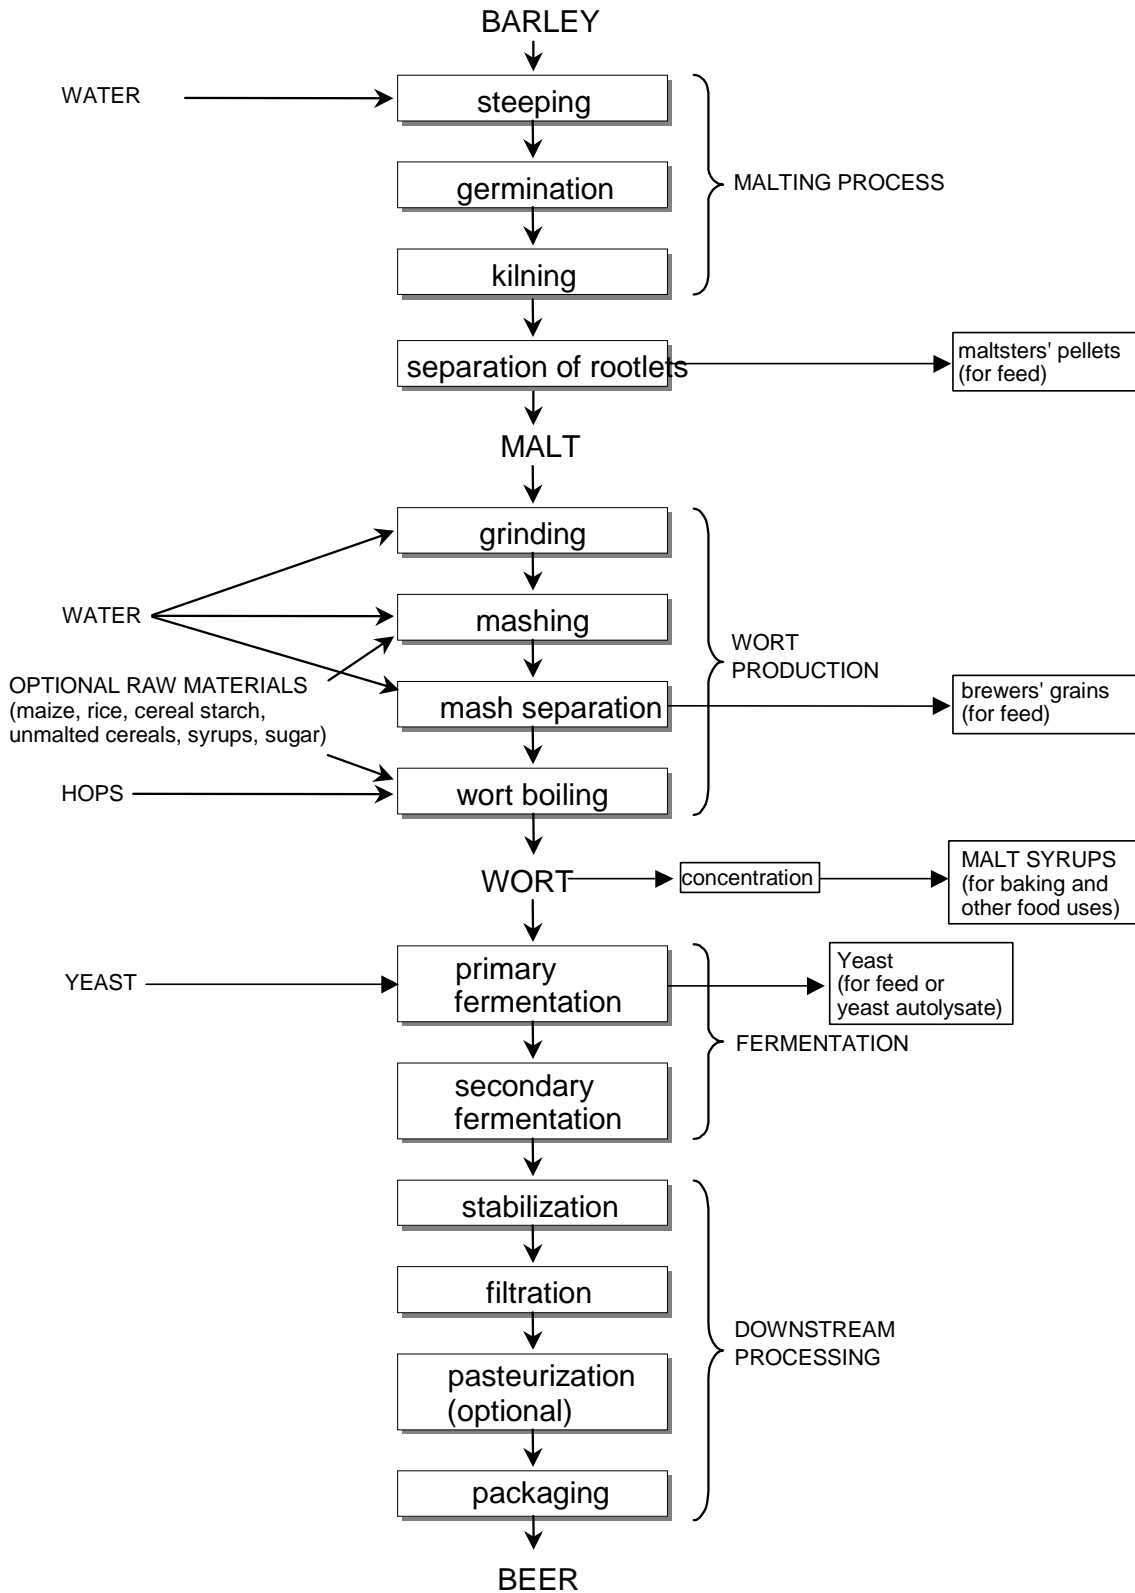 BARLEY
WATER
steeping
germination
MALTING PROCESS
kilning
separation of rootlets
maltsters' pellets
(for feed)
MALT
grinding
WATER
mashing
WORT
PRODUCTION
OPTIONAL RAW MATERIALS
(maize, rice, cereal starch,
unmalted cereals, syrups, sugar)
mash separation
brewers' grains
(for feed)
HOPS
wort boiling
WORT
concentration
MALT SYRUPS
(for baking and
other food uses)
YEAST
primary
fermentation
Yeast
(for feed or
yeast autolysate)
FERMENTATION
secondary
fermentation
stabilization
filtration
DOWNSTREAM
PROCESSING
pasteurization
(optional)
packaging
BEER